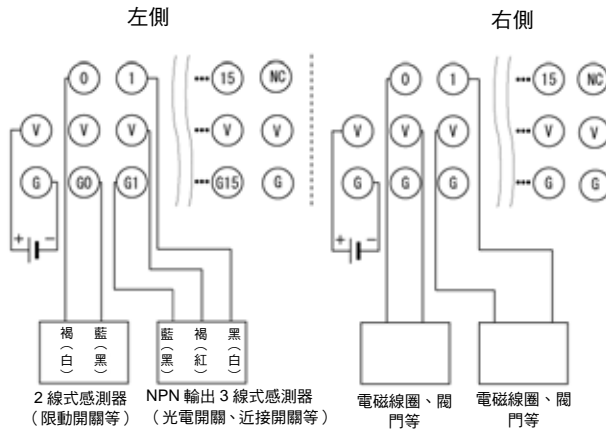 左側
右側
0 1 ••• 15 NC
0 1 ••• 15 NC
V V V ••• V V
V V V ••• V V
G G0 G1 ••• G15 G
G G G ••• G G
+ −
+ −
褐（白）
藍（黑）
藍（黑）
褐（紅）
黑（白）
2 線式感測器
（限動開關等）
NPN 輸出 3 線式感測器
（光電開關、近接開關等）
電磁線圈、閥
門等
電磁線圈、閥
門等